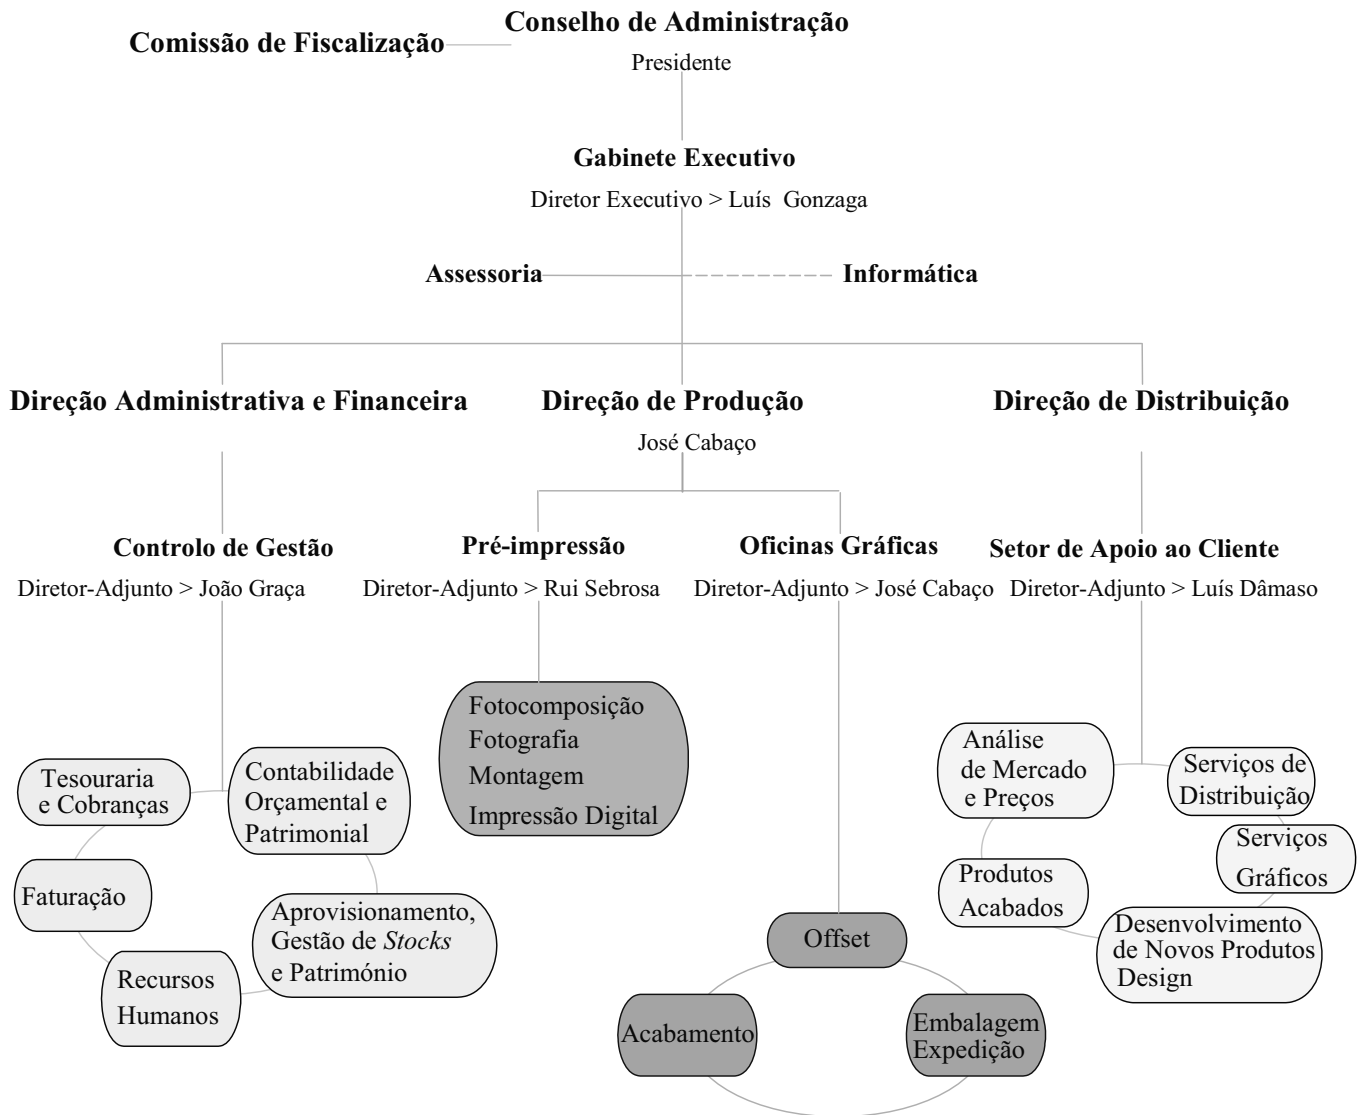 Conselho de Administração
Comissão de Fiscalização
Presidente
Gabinete Executivo
Diretor Executivo > Luís Gonzaga
Assessoria
Informática
Direção Administrativa e Financeira
Direção de Produção
José Cabaço
Direção de Distribuição
Controlo de Gestão
Diretor-Adjunto > João Graça
Pré-impressão
Diretor-Adjunto > Rui Sebrosa
Oficinas Gráficas
Diretor-Adjunto > José Cabaço
Setor de Apoio ao Cliente
Diretor-Adjunto > Luís Dâmaso
Tesouraria
e Cobranças
Contabilidade
Orçamental e
Patrimonial
Faturação
Aprovisionamento,
Gestão de Stocks
e Património
Recursos
Humanos
Fotocomposição
Fotografia
Montagem
Impressão Digital
Offset
Acabamento
Embalagem
Expedição
Análise
de Mercado
e Preços
Serviços de
Distribuição
Serviços
Gráficos
Produtos
Acabados
Desenvolvimento
de Novos Produtos
Design